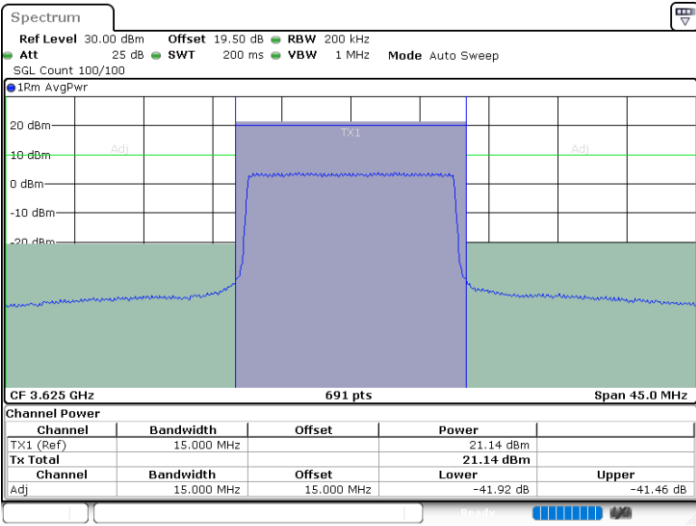 Spectrum
Ref Level 30.00 dBm Offset 19.50 dB RBW 200 kHz
Att 25 dB SWT 200 ms VBW 1 MHz Mode Auto Sweep
SGL Count 100/100
1Rm AvgPwr
20 dBm
TX1
Adj Adj
10 dBm
0 dBm
-10 dBm
-20 dBm
CF 3.625 GHz 691 pts Span 45.0 MHz
Channel Power
Channel Bandwidth Offset Power
TX1 (Ref) 15.000 MHz 21.14 dBm
Tx Total 21.14 dBm
Channel Bandwidth Offset Lower Upper
Adj 15.000 MHz 15.000 MHz -41.92 dB -41.46 dB
Ready